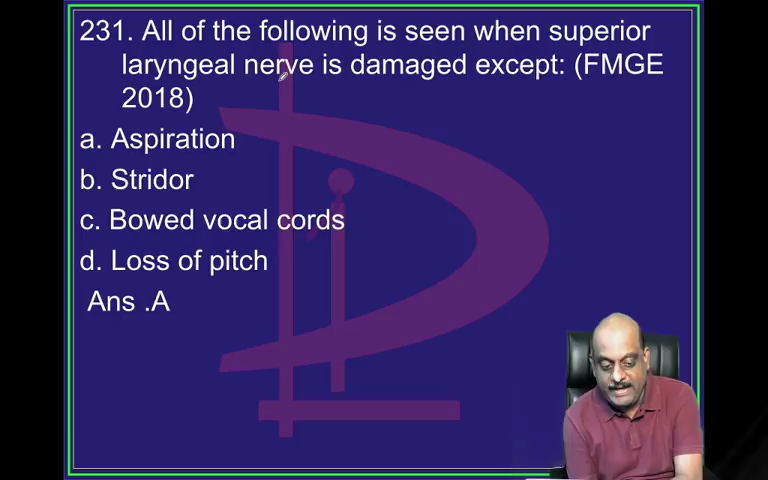 231. All of the following is seen when superior
laryngeal nerve is damaged except: (FMGE
2018)
a. Aspiration
b. Stridor
c. Bowed vocal cords
d. Loss of pitch
Ans .A